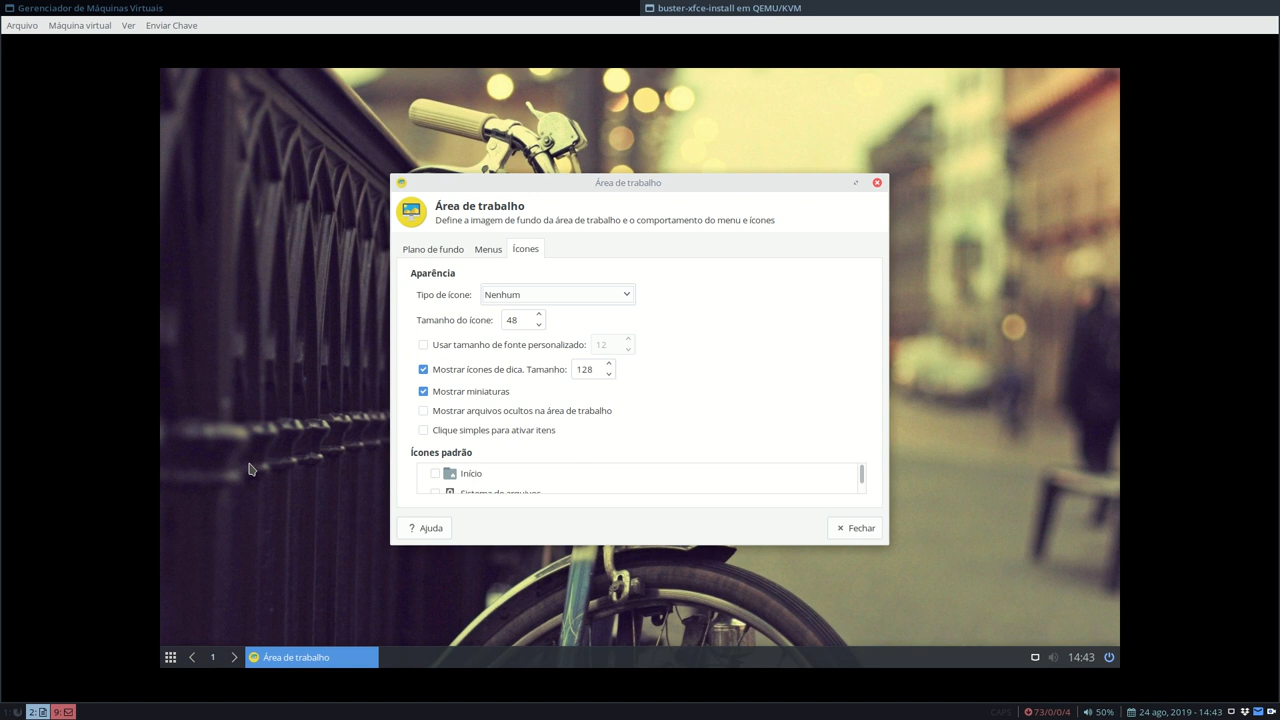 Gerenciador de Máquinas Virtuais
buster-xfce-install em QEMU/KVM
Arquivo Máquina virtual Ver Enviar Chave
Área de trabalho
Área de trabalho
Define a imagem de fundo da área de trabalho e o comportamento do menu e ícones
Plano de fundo Menus Ícones
Aparência
Tipo de ícone: Nenhum
Tamanho do ícone: 48
Usar tamanho de fonte personalizado: 12
Mostrar ícones de dica. Tamanho: 128
Mostrar miniaturas
Mostrar arquivos ocultos na área de trabalho
Clique simples para ativar itens
Ícones padrão
Início
Sistema de arquivos
? Ajuda
× Fechar
1 Área de trabalho 14:43
1: 2: 9: CAPS 73/0/0/4 50% 24 ago, 2019 - 14:43